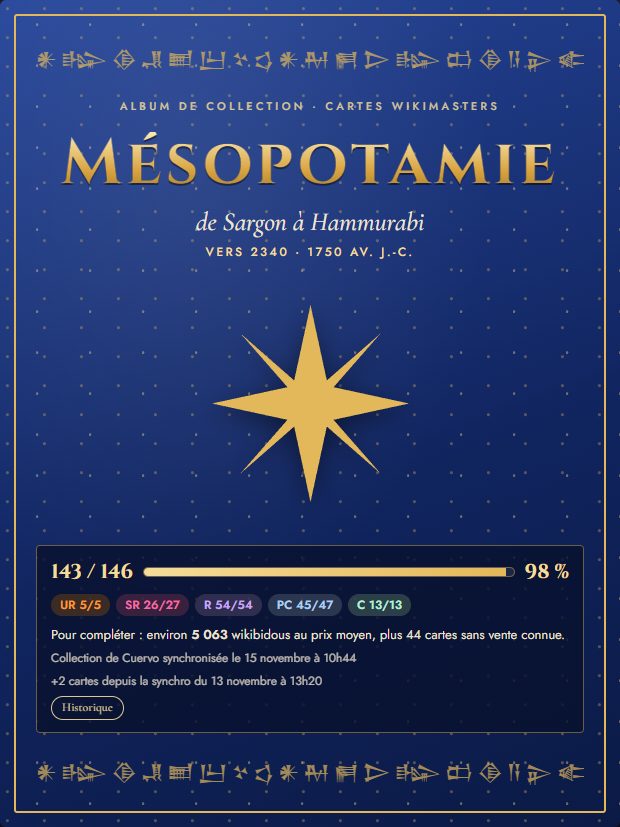 ALBUM DE COLLECTION · CARTES WIKIMASTERS
MÉSOPOTAMIE
de Sargon à Hammurabi
VERS 2340 · 1750 AV. J.-C.
143 / 146 98 %
UR 5/5 SR 26/27 R 54/54 PC 45/47 C 13/13
Pour compléter : environ 5 063 wikibidous au prix moyen, plus 44 cartes sans vente connue.
Collection de Cuervo synchronisée le 15 novembre à 10h44
+2 cartes depuis la synchro du 13 novembre à 13h20
Historique